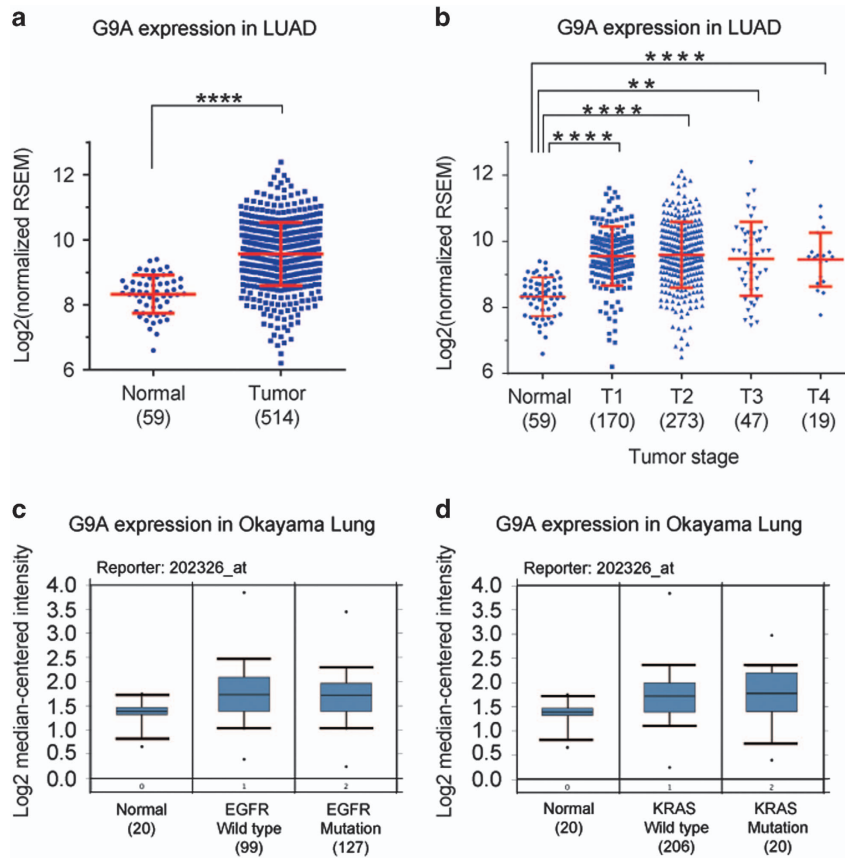 a
G9A expression in LUAD
****
Log2(normalized RSEM)
12
10
8
6
Normal
(59)
Tumor
(514)
b
G9A expression in LUAD
****
**
****
****
Log2(normalized RSEM)
12
10
8
6
Normal
(59)
T1
(170)
T2
(273)
T3
(47)
T4
(19)
Tumor stage
c
G9A expression in Okayama Lung
Reporter: 202326_at
Log2 median-centered intensity
4.0
3.5
3.0
2.5
2.0
1.5
1.0
0.5
0.0
0
1
2
Normal
(20)
EGFR
Wild type
(99)
EGFR
Mutation
(127)
d
G9A expression in Okayama Lung
Reporter: 202326_at
Log2 median-centered intensity
4.0
3.5
3.0
2.5
2.0
1.5
1.0
0.5
0.0
0
1
2
Normal
(20)
KRAS
Wild type
(206)
KRAS
Mutation
(20)